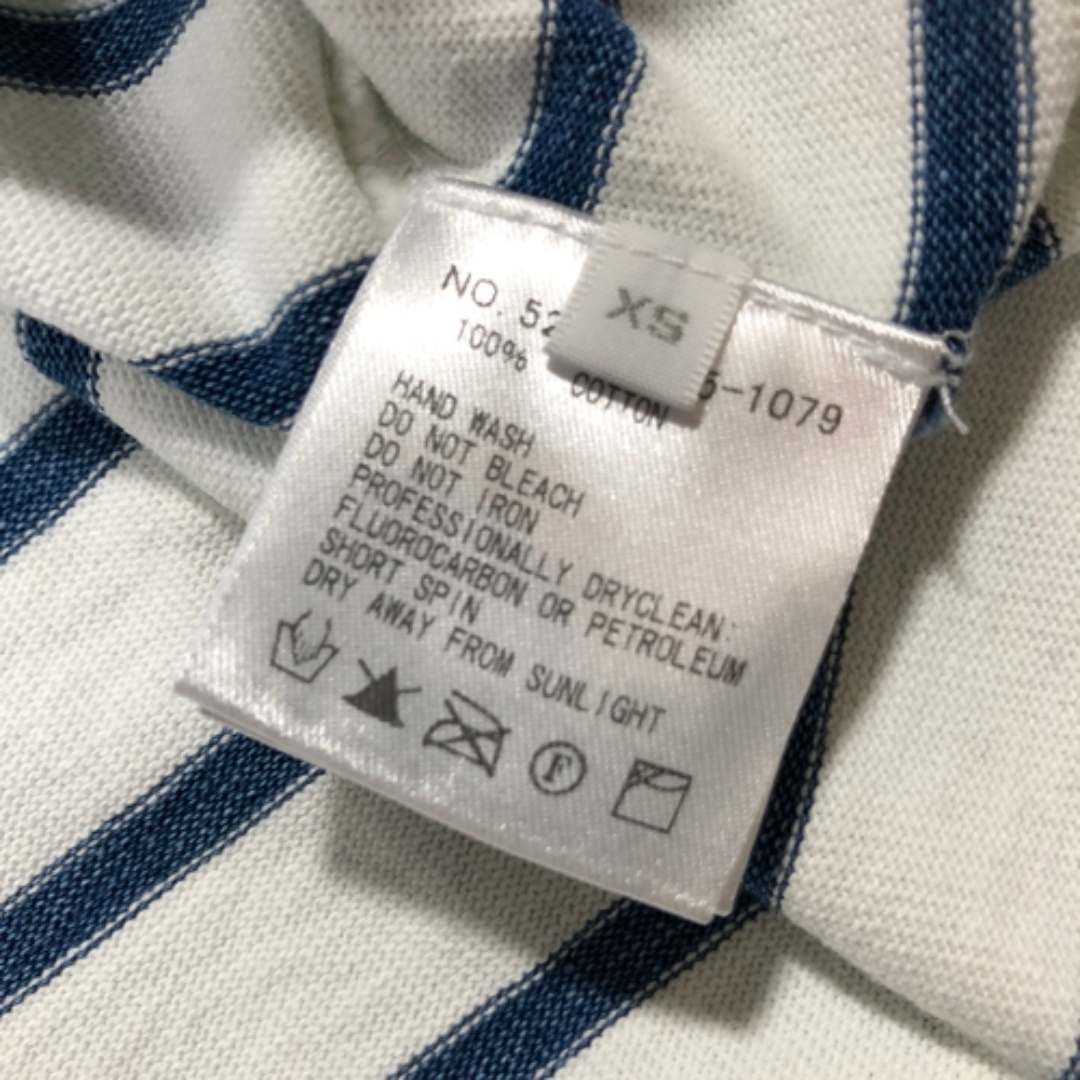 XS
NO. 52 5-1079
100% COTTON
HAND WASH
DO NOT BLEACH
DO NOT IRON
PROFESSIONALLY DRYCLEAN:
FLUOROCARBON OR PETROLEUM
SHORT SPIN
DRY AWAY FROM SUNLIGHT
F